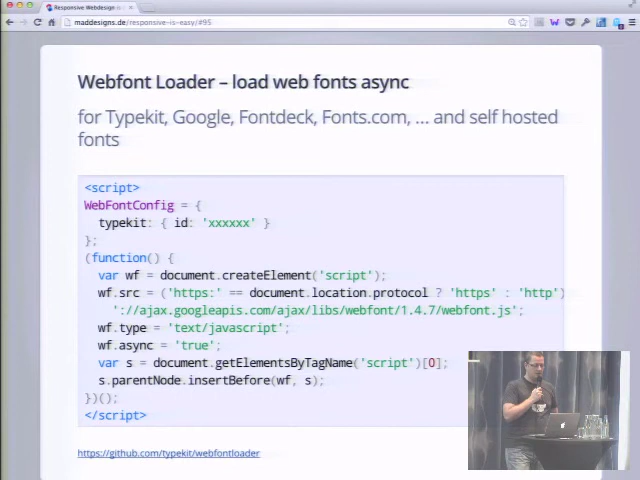 Responsive Webdesign
maddesigns.de/responsive-is-easy/#95
Webfont Loader – load web fonts async
for Typekit, Google, Fontdeck, Fonts.com, ... and self hosted
fonts
<script>
WebFontConfig = {
typekit: { id: 'xxxxxx' }
};
(function() {
var wf = document.createElement('script');
wf.src = ('https:' == document.location.protocol ? 'https' : 'http')
'://ajax.googleapis.com/ajax/libs/webfont/1.4.7/webfont.js';
wf.type = 'text/javascript';
wf.async = 'true';
var s = document.getElementsByTagName('script')[0];
s.parentNode.insertBefore(wf, s);
})();
</script>
https://github.com/typekit/webfontloader